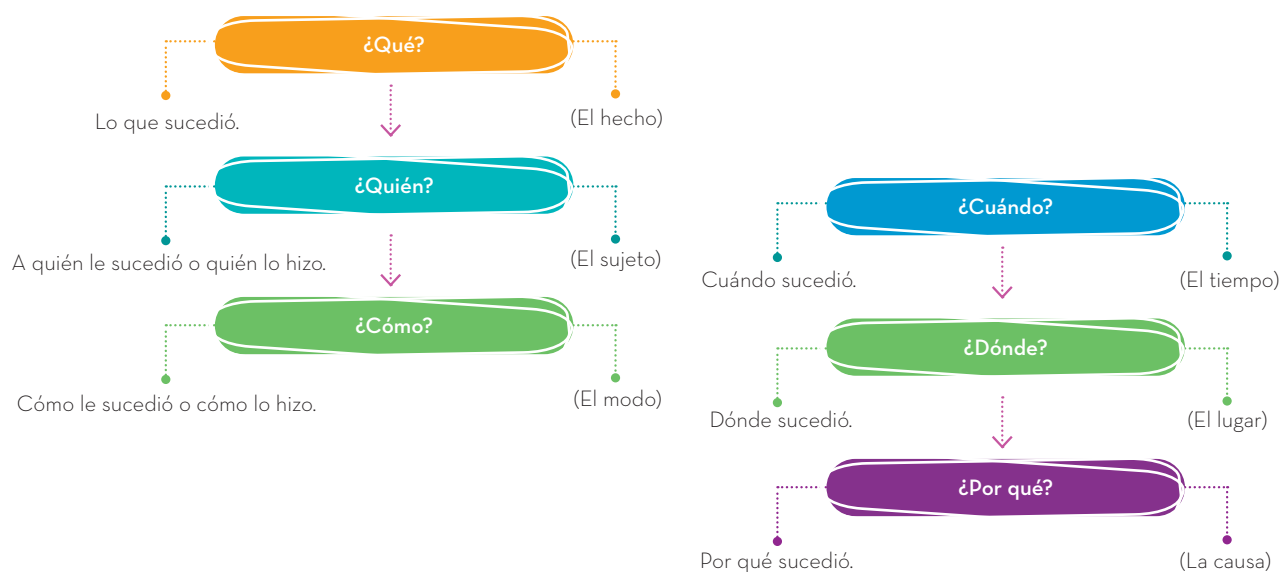 ¿Qué?
Lo que sucedió.
(El hecho)
¿Quién?
A quién le sucedió o quién lo hizo.
(El sujeto)
¿Cómo?
Cómo le sucedió o cómo lo hizo.
(El modo)
¿Cuándo?
Cuándo sucedió.
(El tiempo)
¿Dónde?
Dónde sucedió.
(El lugar)
¿Por qué?
Por qué sucedió.
(La causa)